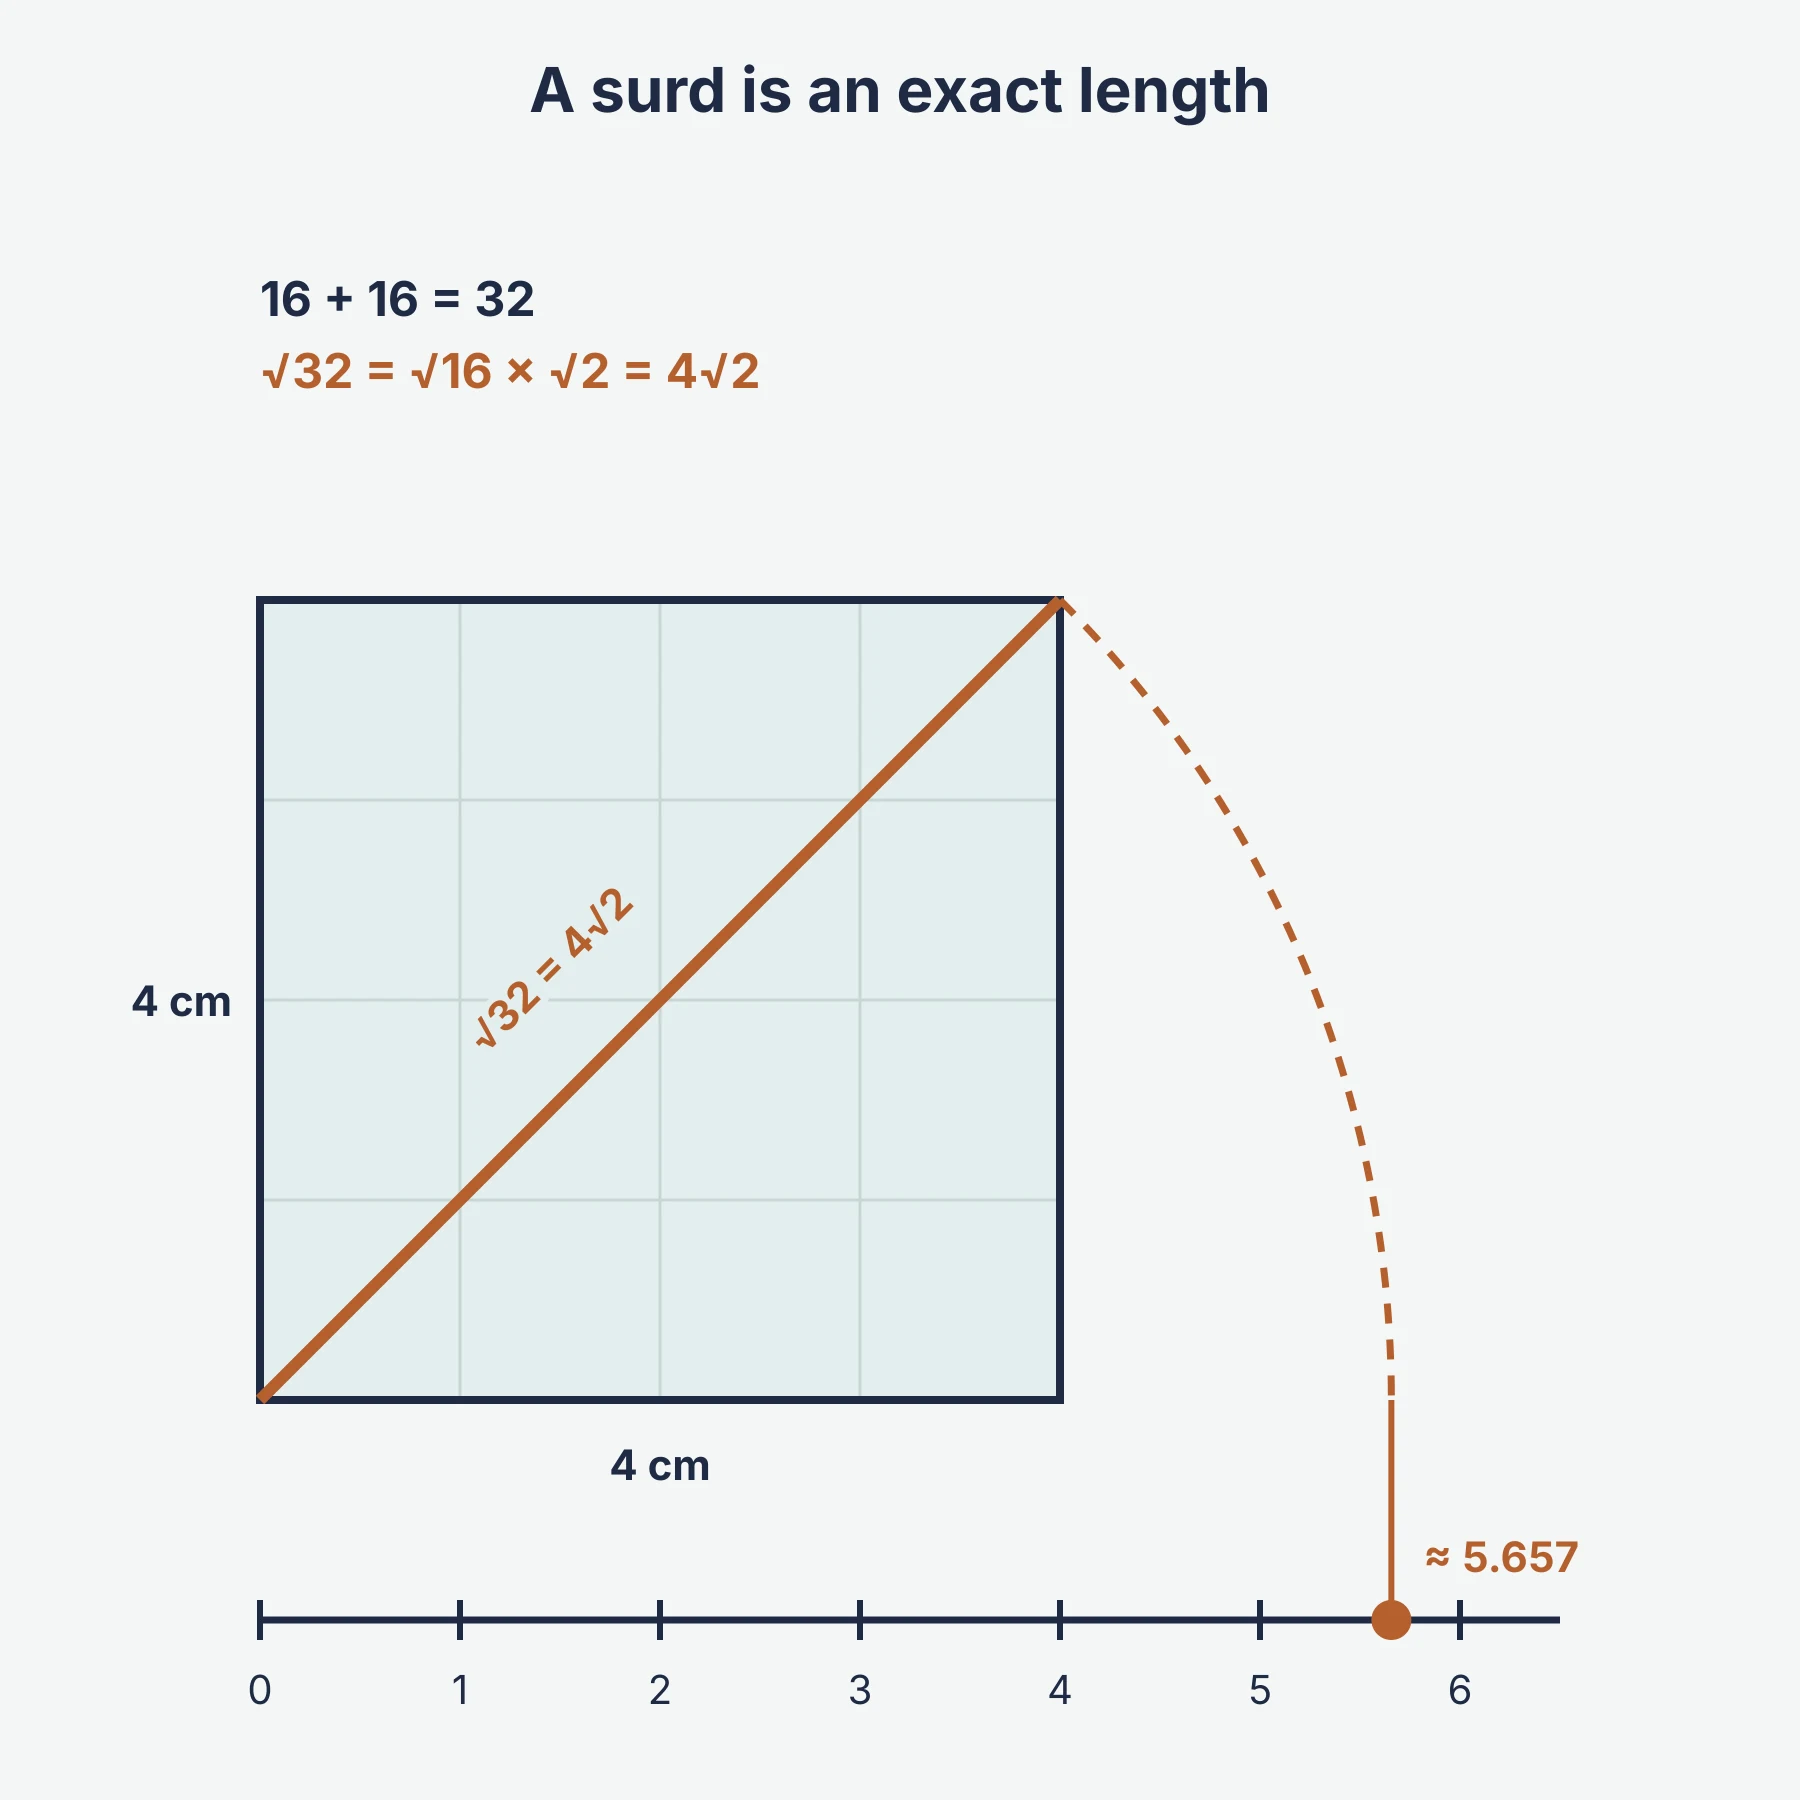 A surd is an exact length
16 + 16 = 32
√32 = √16 × √2 = 4√2
√32 = 4√2
4 cm
4 cm
≈ 5.657
0 1 2 3 4 5 6